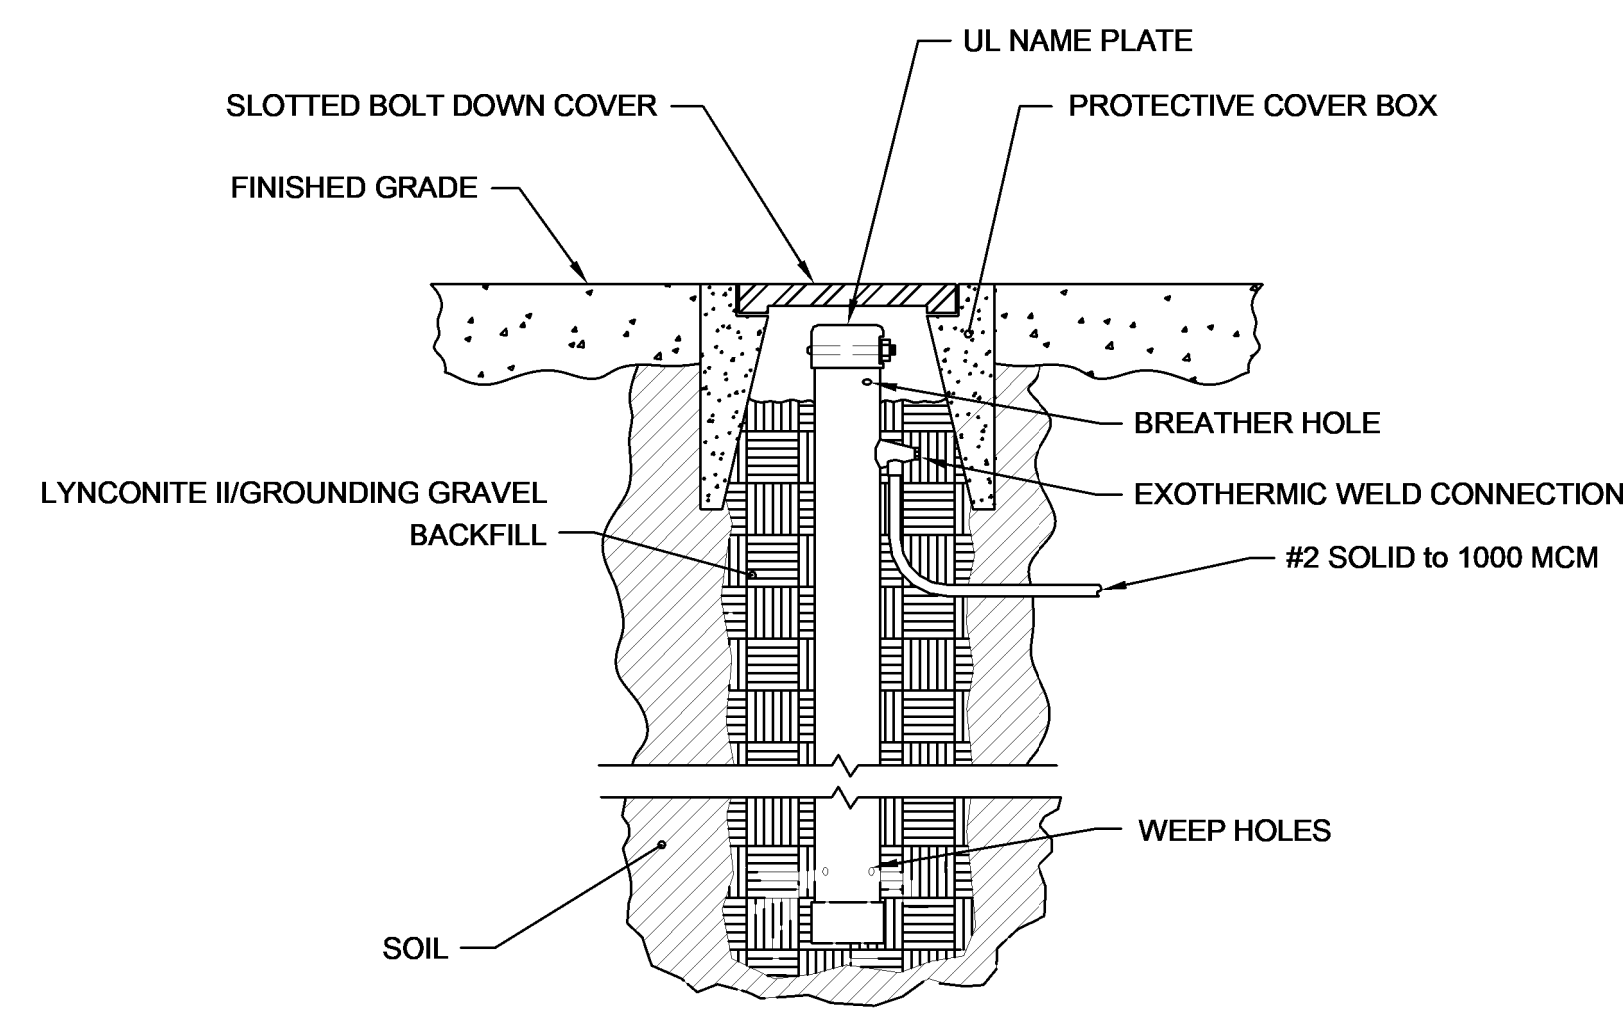 UL NAME PLATE
SLOTTED BOLT DOWN COVER
PROTECTIVE COVER BOX
FINISHED GRADE
BREATHER HOLE
LYNCONITE II/GROUNDING GRAVEL
BACKFILL
EXOTHERMIC WELD CONNECTION
#2 SOLID to 1000 MCM
WEEP HOLES
SOIL